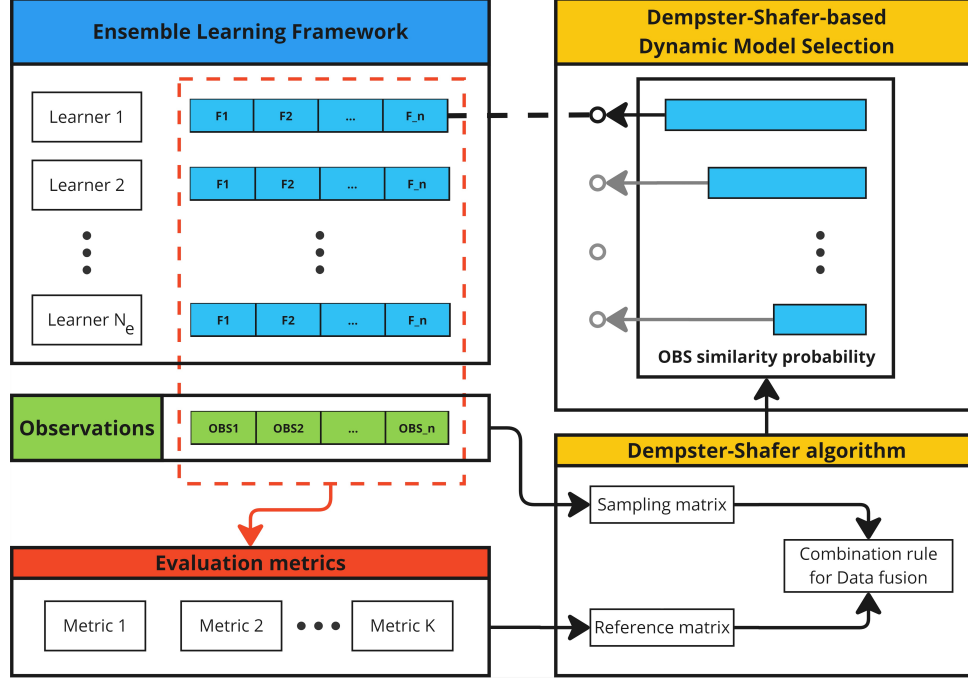 Ensemble Learning Framework
Learner 1
F1 F2 ... F_n
Learner 2
F1 F2 ... F_n
Learner Ne
F1 F2 ... F_n
Observations
OBS1 OBS2 ... OBS_n
Evaluation metrics
Metric 1 Metric 2 Metric K
Dempster-Shafer-based
Dynamic Model Selection
OBS similarity probability
Dempster-Shafer algorithm
Sampling matrix
Combination rule
for Data fusion
Reference matrix